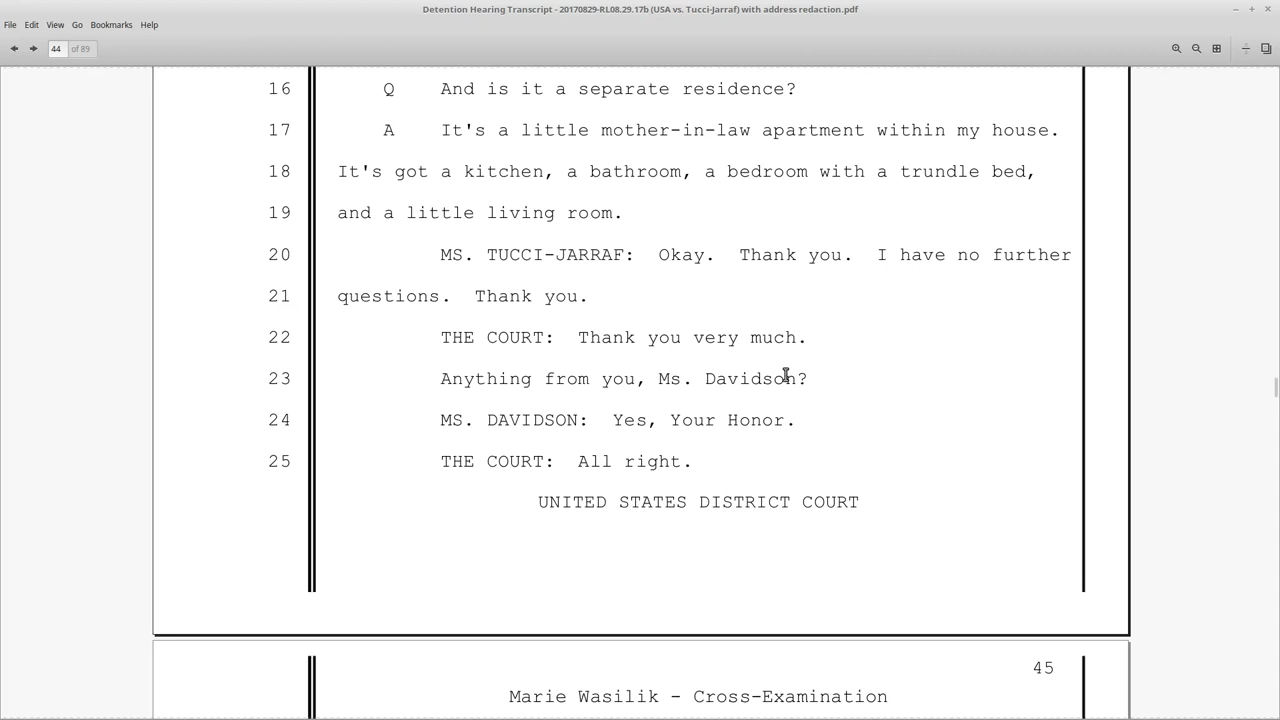 Detention Hearing Transcript - 20170829-RL08.29.17b (USA vs. Tucci-Jarraf) with address redaction.pdf
File Edit View Go Bookmarks Help
44 of 89
16 Q And is it a separate residence?
17 A It's a little mother-in-law apartment within my house.
18 It's got a kitchen, a bathroom, a bedroom with a trundle bed,
19 and a little living room.
20 MS. TUCCI-JARRAF: Okay. Thank you. I have no further
21 questions. Thank you.
22 THE COURT: Thank you very much.
23 Anything from you, Ms. Davidson?
24 MS. DAVIDSON: Yes, Your Honor.
25 THE COURT: All right.
UNITED STATES DISTRICT COURT
45
Marie Wasilik - Cross-Examination